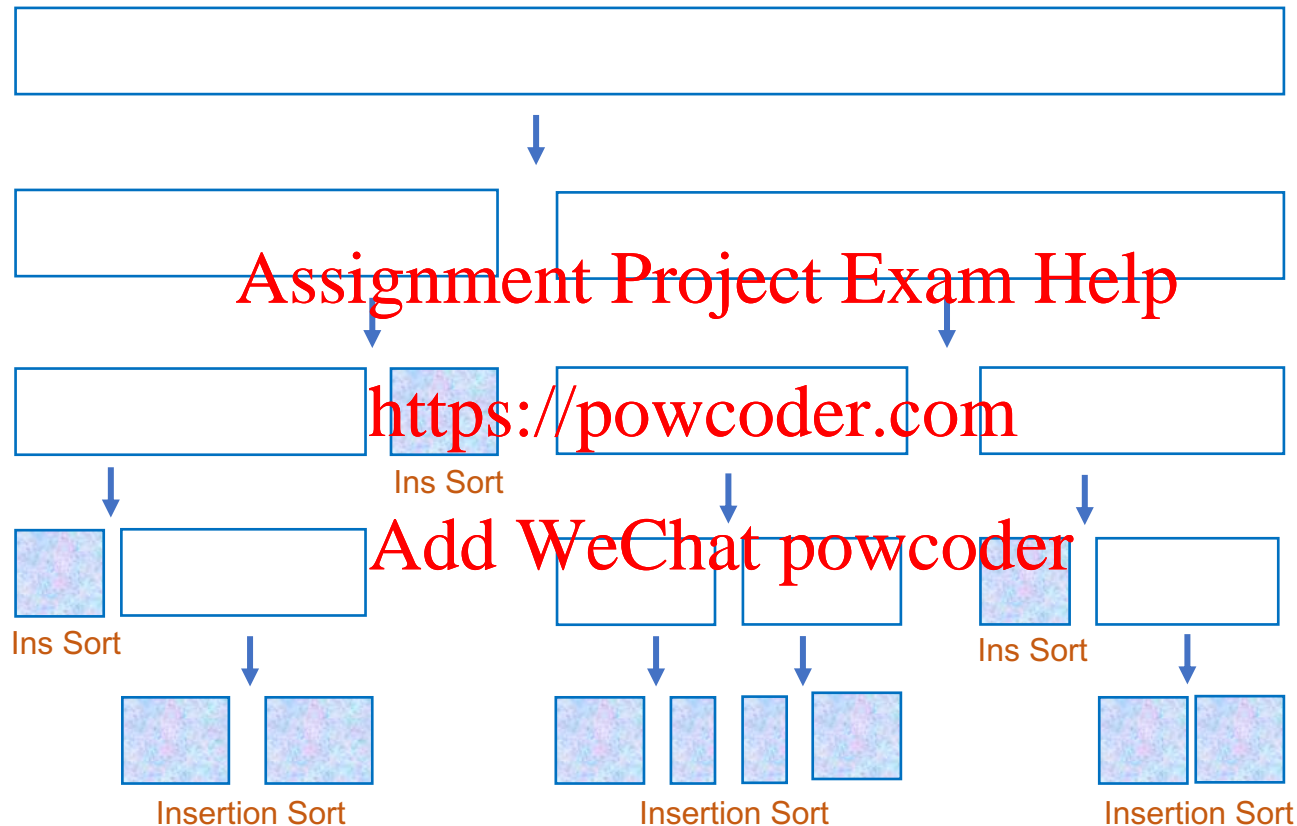 Assignment Project Exam Help
https://powcoder.com
Ins Sort
Add WeChat powcoder
Ins Sort
Ins Sort
Insertion Sort
Insertion Sort
Insertion Sort